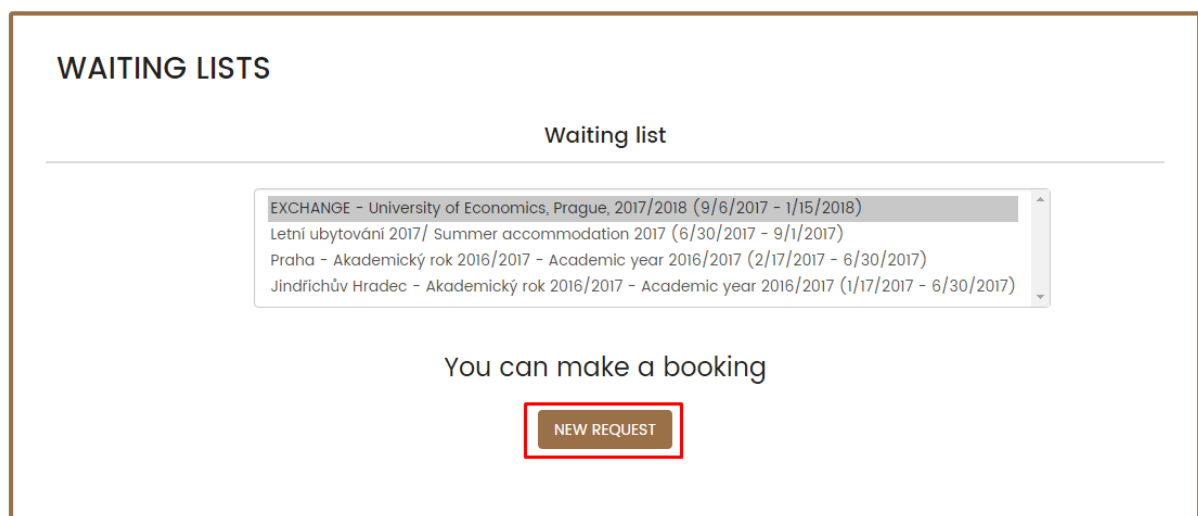 WAITING LISTS
Waiting list
EXCHANGE - University of Economics, Prague, 2017/2018 (9/6/2017 - 1/15/2018)
Letní ubytování 2017/ Summer accommodation 2017 (6/30/2017 - 9/1/2017)
Praha - Akademický rok 2016/2017 - Academic year 2016/2017 (2/17/2017 - 6/30/2017)
Jindřichův Hradec - Akademický rok 2016/2017 - Academic year 2016/2017 (1/17/2017 - 6/30/2017)
You can make a booking
NEW REQUEST